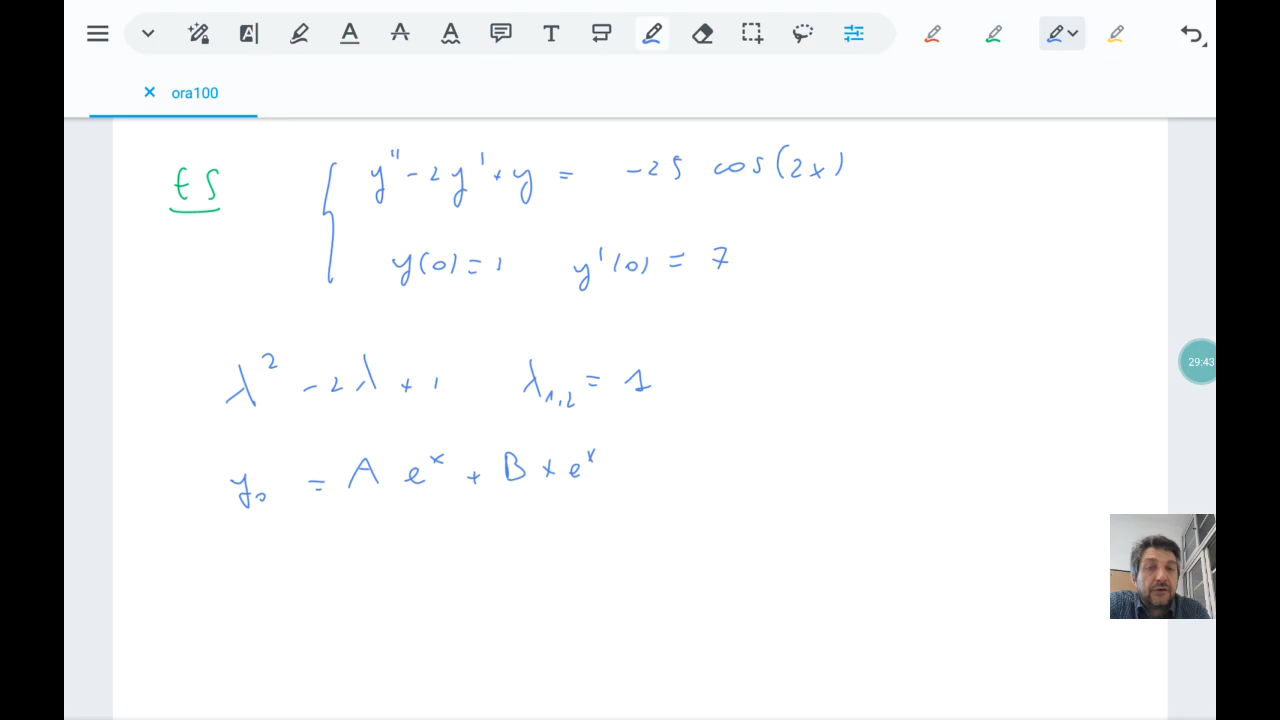 A A A A T
ora100
ES y'' - 2y' + y = -25 cos(2x)
y(0) = 1 y'(0) = 7
29:43
λ² - 2λ + 1 λ₁,₂ = 1
y₀ = A eˣ + B x eˣ